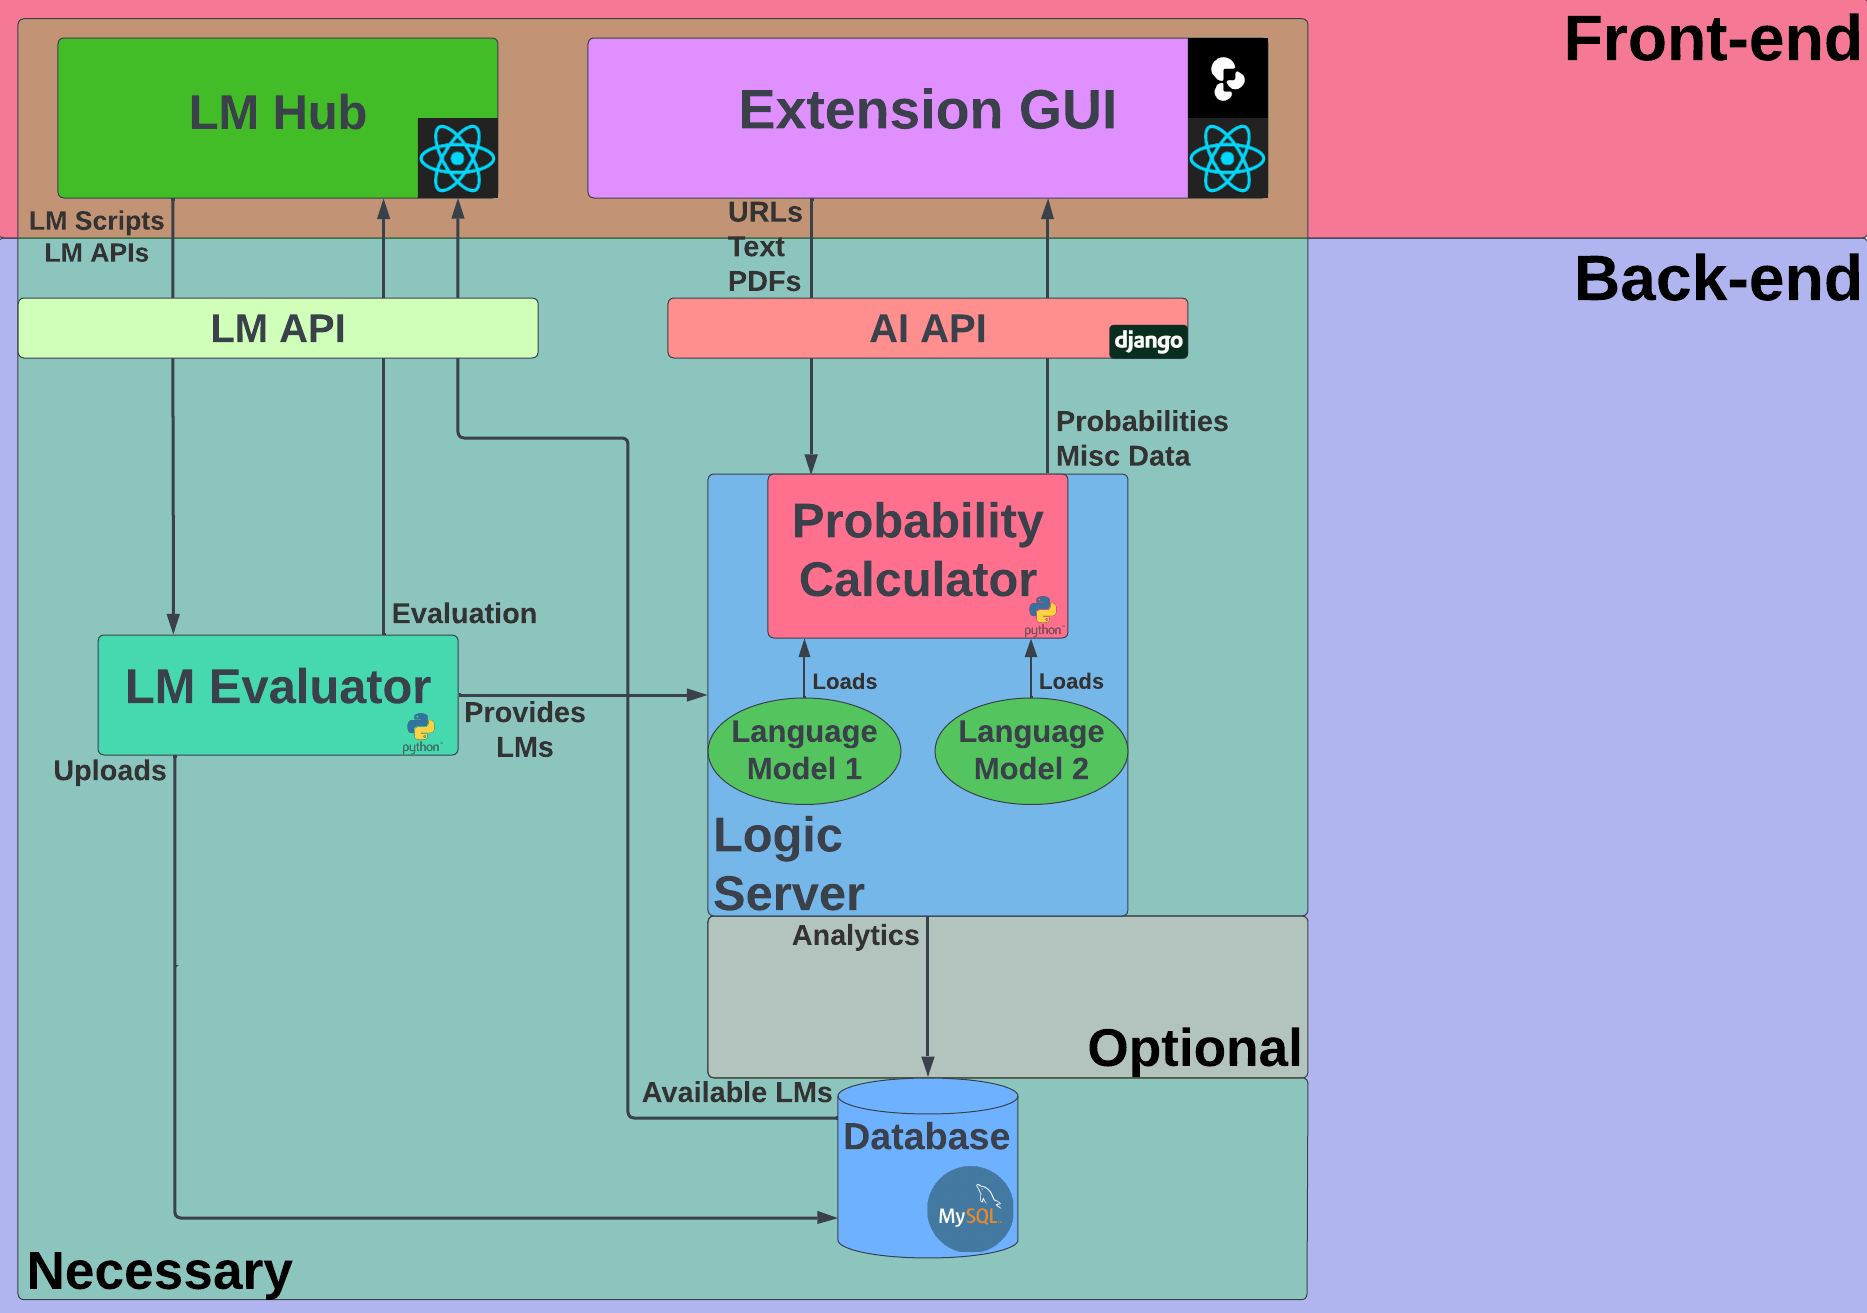 Front-end
LM Hub
Extension GUI
LM Scripts
LM APIs
URLs
Text
PDFs
Back-end
LM API
AI API
django
Probabilities
Misc Data
Probability
Calculator
python
Evaluation
LM Evaluator
python
Provides
LMs
Loads
Loads
Language
Model 1
Language
Model 2
Uploads
Logic
Server
Analytics
Optional
Available LMs
Database
MySQL
Necessary